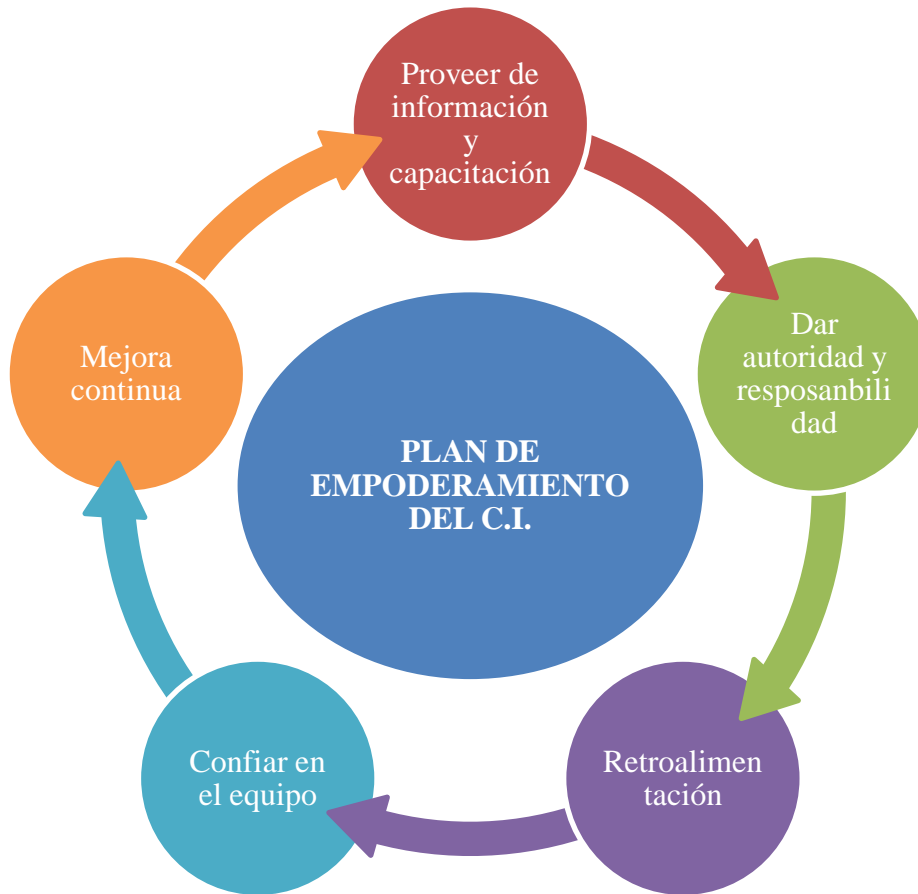 Proveer de
información
y
capacitación
Dar
autoridad y
resposanbili
dad
Retroalimen
tación
Confiar en
el equipo
Mejora
continua
PLAN DE
EMPODERAMIENTO
DEL C.I.